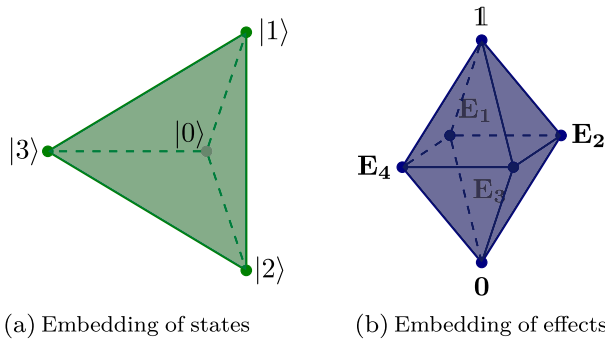 |1⟩
|0⟩
|3⟩
|2⟩
(a) Embedding of states
𝟙
E₁
E₂
E₄
E₃
0
(b) Embedding of effects